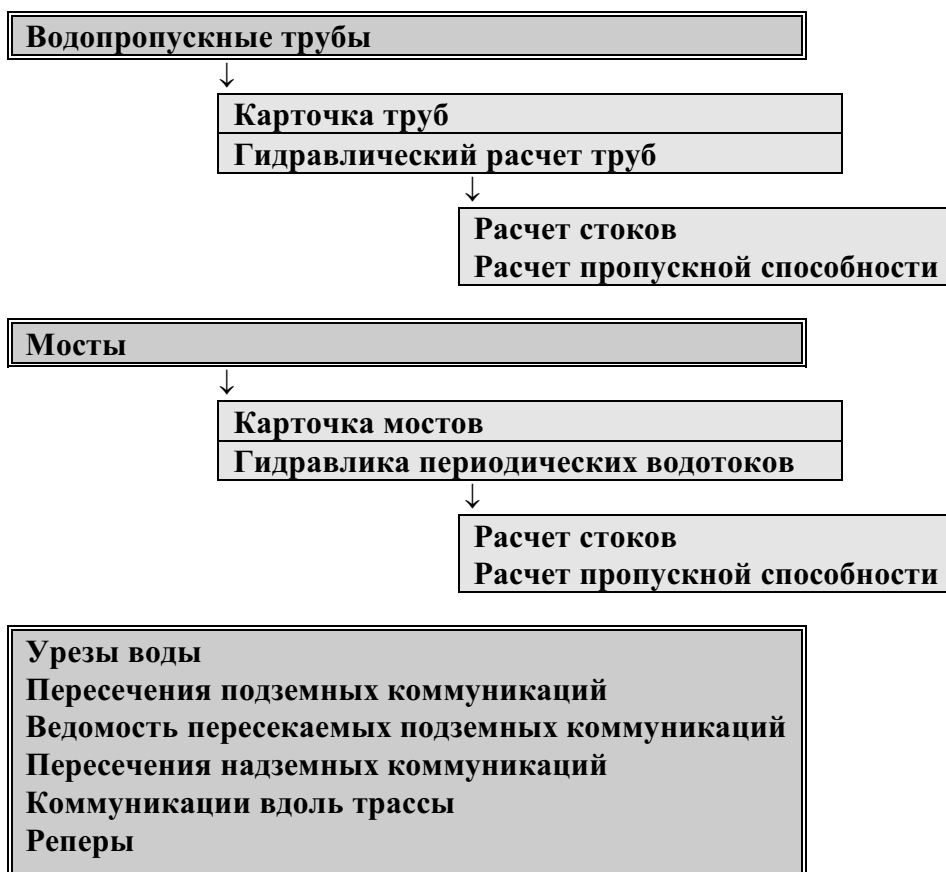 Водопропускные трубы
↓
Карточка труб
Гидравлический расчет труб
↓
Расчет стоков
Расчет пропускной способности
Мосты
↓
Карточка мостов
Гидравлика периодических водотоков
↓
Расчет стоков
Расчет пропускной способности
Урезы воды
Пересечения подземных коммуникаций
Ведомость пересекаемых подземных коммуникаций
Пересечения надземных коммуникаций
Коммуникации вдоль трассы
Реперы